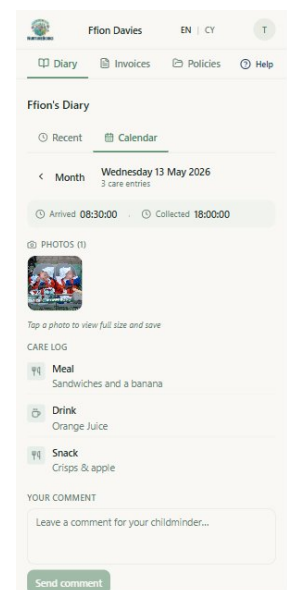 Ffion Davies
EN | CY
T
Diary
Invoices
Policies
Help
Ffion's Diary
Recent
Calendar
Month
Wednesday 13 May 2026
3 care entries
Arrived 08:30:00
Collected 18:00:00
PHOTOS (1)
Tap a photo to view full size and save
CARE LOG
Meal
Sandwiches and a banana
Drink
Orange Juice
Snack
Crisps & apple
YOUR COMMENT
Leave a comment for your childminder...
Send comment